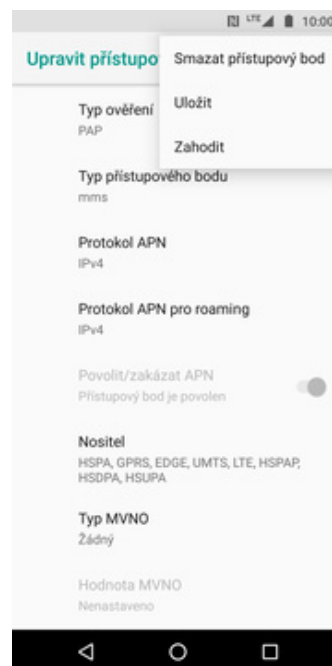 LTE 10:00
Upravit přístupo
Smazat přístupový bod
Uložit
Zahodit
Typ ověření
PAP
Typ přístupového bodu
mms
Protokol APN
IPv4
Protokol APN pro roaming
IPv4
Povolit/zakázat APN
Přístupový bod je povolen
Nositel
HSPA, GPRS, EDGE, UMTS, LTE, HSPAP,
HSDPA, HSUPA
Typ MVNO
Žádný
Hodnota MVNO
Nenastaveno